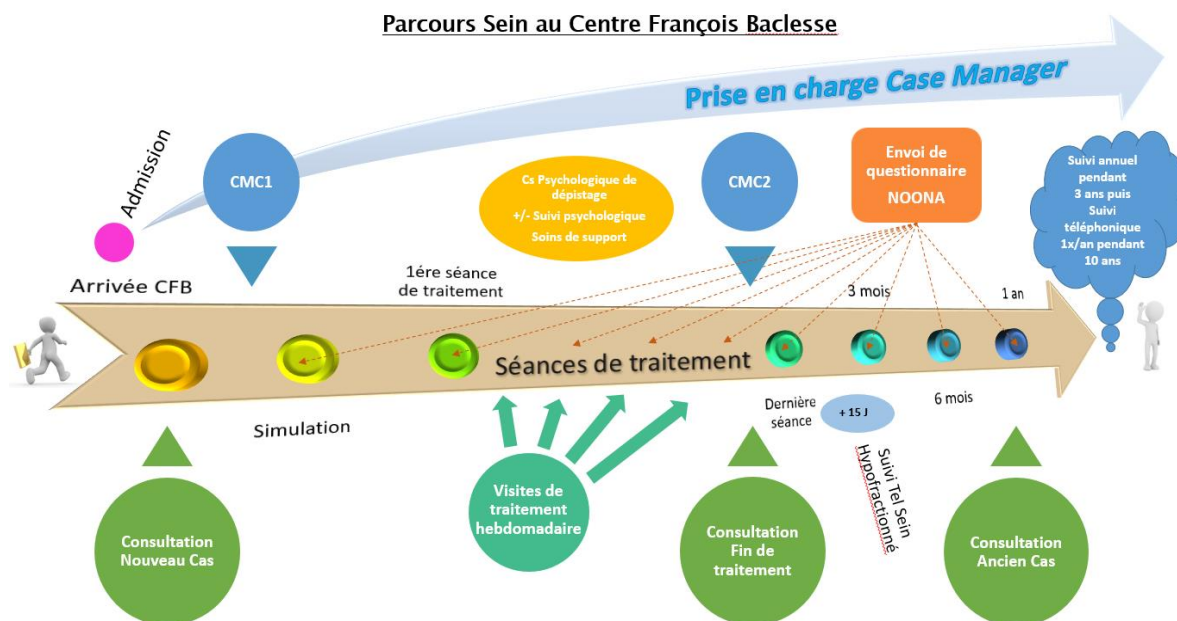 Parcours Sein au Centre François Baclesse
Prise en charge Case Manager
Admission
CMC1
Cs Psychologique de
dépistage
+/- Suivi psychologique
Soins de support
CMC2
Envoi de
questionnaire
NOONA
Suivi annuel
pendant
3 ans puis
Suivi
téléphonique
1x/an pendant
10 ans
Arrivée CFB
1ére séance
de traitement
3 mois
1 an
Séances de traitement
Simulation
Dernière
séance
+ 15 J
6 mois
Suivi Tel Sein
Hypofractionné
Consultation
Nouveau Cas
Visites de
traitement
hebdomadaire
Consultation
Fin de
traitement
Consultation
Ancien Cas